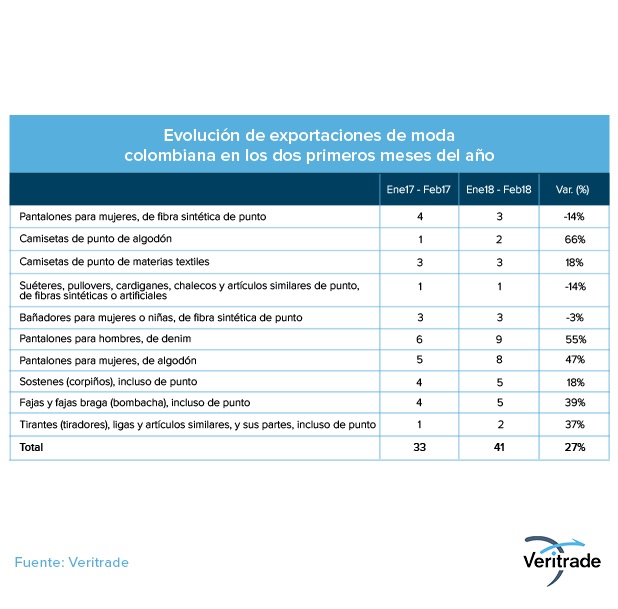 Evolución de exportaciones de moda
colombiana en los dos primeros meses del año
Ene17 - Feb17 Ene18 - Feb18 Var. (%)
Pantalones para mujeres, de fibra sintética de punto 4 3 -14%
Camisetas de punto de algodón 1 2 66%
Camisetas de punto de materias textiles 3 3 18%
Suéteres, pullovers, cardiganes, chalecos y artículos similares de punto,
de fibras sintéticas o artificiales 1 1 -14%
Bañadores para mujeres o niñas, de fibra sintética de punto 3 3 -3%
Pantalones para hombres, de denim 6 9 55%
Pantalones para mujeres, de algodón 5 8 47%
Sostenes (corpiños), incluso de punto 4 5 18%
Fajas y fajas braga (bombacha), incluso de punto 4 5 39%
Tirantes (tiradores), ligas y artículos similares, y sus partes, incluso de punto 1 2 37%
Total 33 41 27%
Fuente: Veritrade
Veritrade